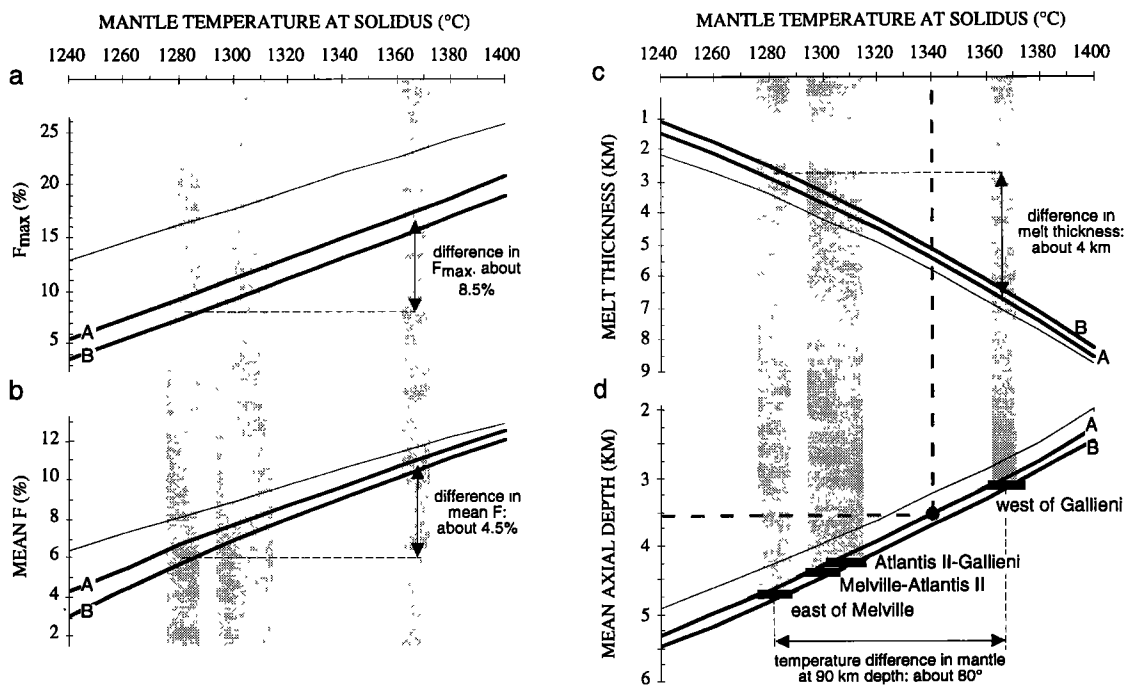 MANTLE TEMPERATURE AT SOLIDUS (°C)
1240 1260 1280 1300 1320 1340 1360 1380 1400
a
25
20
15
10
5
Fmax (%)
A
B
difference in
Fmax. about
8.5%
b
12
10
8
6
4
2
MEAN F (%)
A
B
difference in
mean F:
about 4.5%
MANTLE TEMPERATURE AT SOLIDUS (°C)
1240 1260 1280 1300 1320 1340 1360 1380 1400
c
1
2
3
4
5
6
7
8
9
MELT THICKNESS (KM)
difference in
melt thickness:
about 4 km
B
A
d
2
3
4
5
6
MEAN AXIAL DEPTH (KM)
A
B
west of Gallieni
Atlantis II-Gallieni
Melville-Atlantis II
east of Melville
temperature difference in mantle
at 90 km depth: about 80°